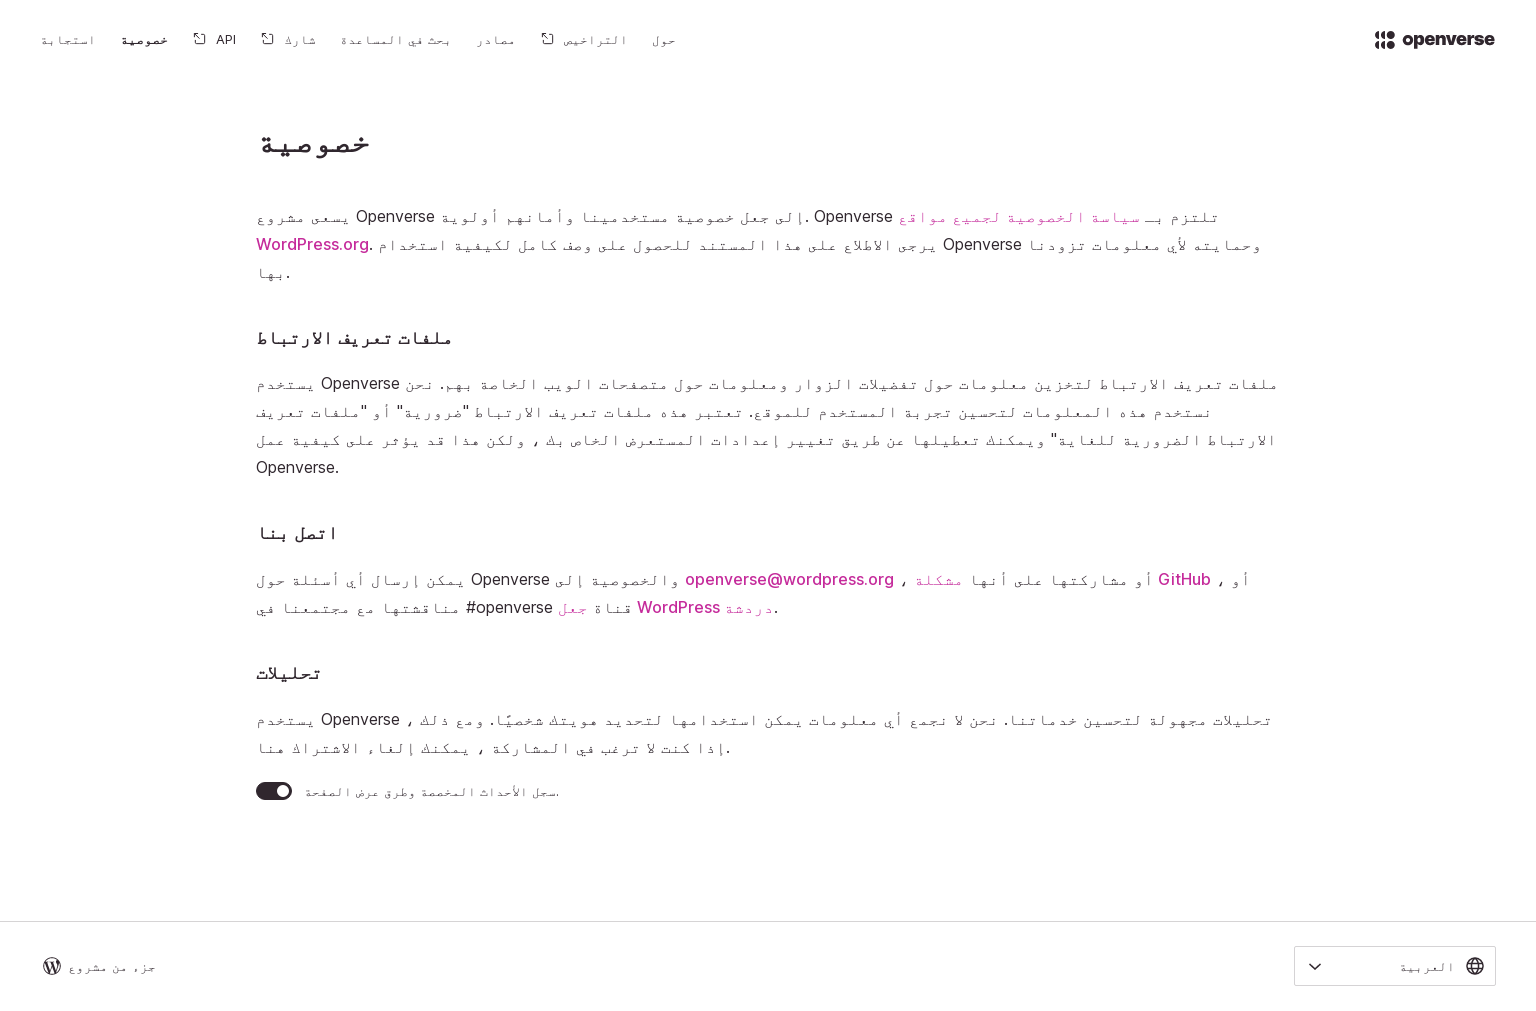 openverse
حول
التراخيص
مصادر
بحث في المساعدة
شارك
API
خصوصية
استجابة
خصوصية
يسعى مشروع Openverse إلى جعل خصوصية مستخدمينا وأمانهم أولوية. Openverse تلتزم بـ سياسة الخصوصية لجميع مواقع
WordPress.org. يرجى الاطلاع على هذا المستند للحصول على وصف كامل لكيفية استخدام Openverse وحمايته لأي معلومات تزودنا
بها.
ملفات تعريف الارتباط
يستخدم Openverse ملفات تعريف الارتباط لتخزين معلومات حول تفضيلات الزوار ومعلومات حول متصفحات الويب الخاصة بهم. نحن
نستخدم هذه المعلومات لتحسين تجربة المستخدم للموقع. تعتبر هذه ملفات تعريف الارتباط "ضرورية" أو "ملفات تعريف
الارتباط الضرورية للغاية" ويمكنك تعطيلها عن طريق تغيير إعدادات المستعرض الخاص بك ، ولكن هذا قد يؤثر على كيفية عمل
Openverse.
اتصل بنا
يمكن إرسال أي أسئلة حول Openverse والخصوصية إلى openverse@wordpress.org ، أو مشاركتها على أنها مشكلة GitHub ، أو
مناقشتها مع مجتمعنا في #openverse قناة جعل WordPress دردشة.
تحليلات
يستخدم Openverse تحليلات مجهولة لتحسين خدماتنا. نحن لا نجمع أي معلومات يمكن استخدامها لتحديد هويتك شخصيًا. ومع ذلك ،
إذا كنت لا ترغب في المشاركة ، يمكنك إلغاء الاشتراك هنا.
سجل الأحداث المخصصة وطرق عرض الصفحة.
العربية
جزء من مشروع